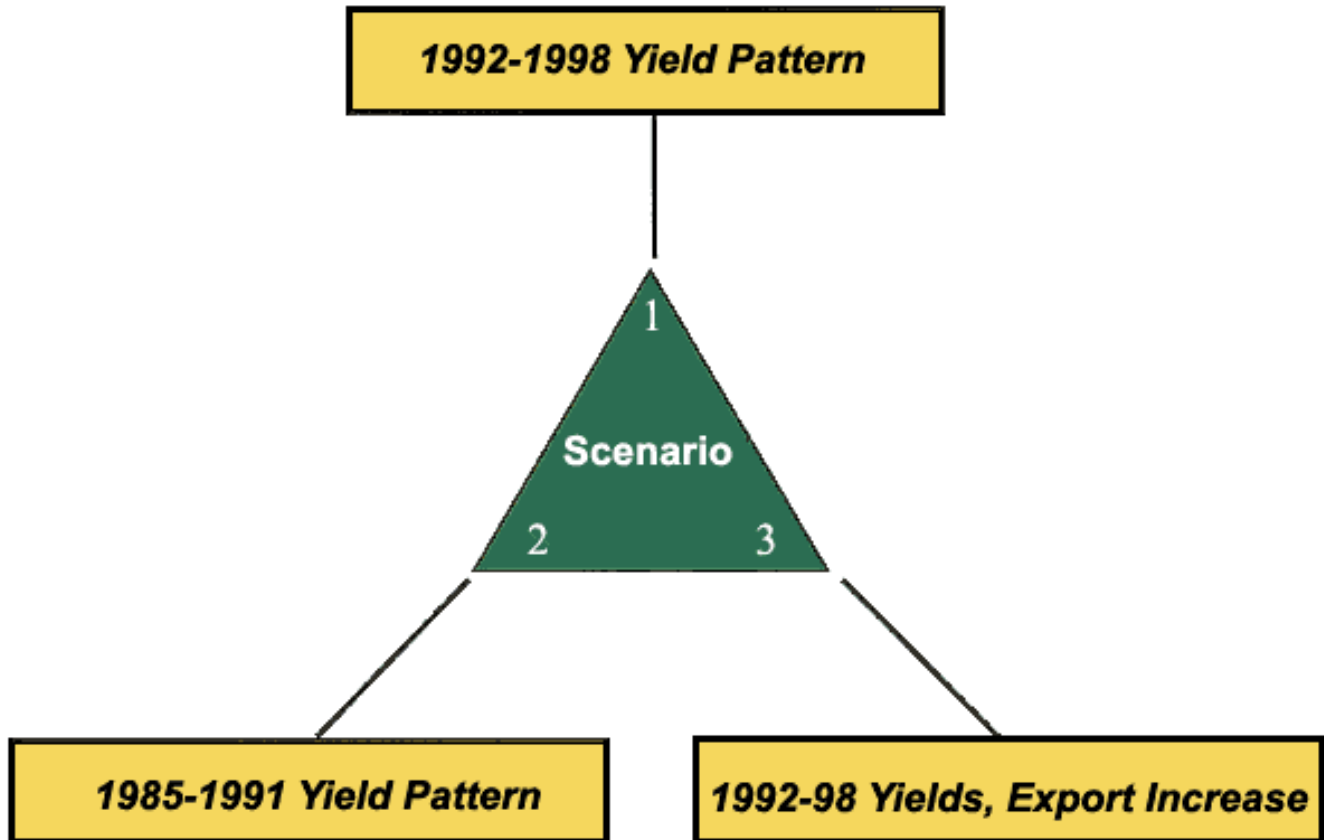 1992-1998 Yield Pattern
1
Scenario
2 3
1985-1991 Yield Pattern
1992-98 Yields, Export Increase